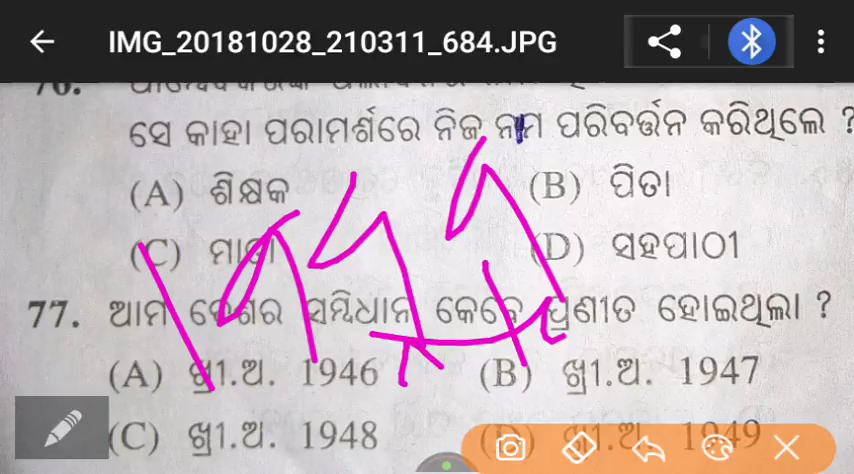 IMG_20181028_210311_684.JPG
76.
ସେ କାହା ପରାମର୍ଶରେ ନିଜ ନାମ ପରିବର୍ତ୍ତନ କରିଥିଲେ ?
(A) ଶିକ୍ଷକ (B) ପିତା
(C) ମାତା (D) ସହପାଠୀ
77. ଆମ ଦେଶର ସମ୍ବିଧାନ କେବେ ପ୍ରଣୀତ ହୋଇଥିଲା ?
(A) ଖ୍ରୀ.ଅ. 1946 (B) ଖ୍ରୀ.ଅ. 1947
(C) ଖ୍ରୀ.ଅ. 1948 (D) ଖ୍ରୀ.ଅ. 1949